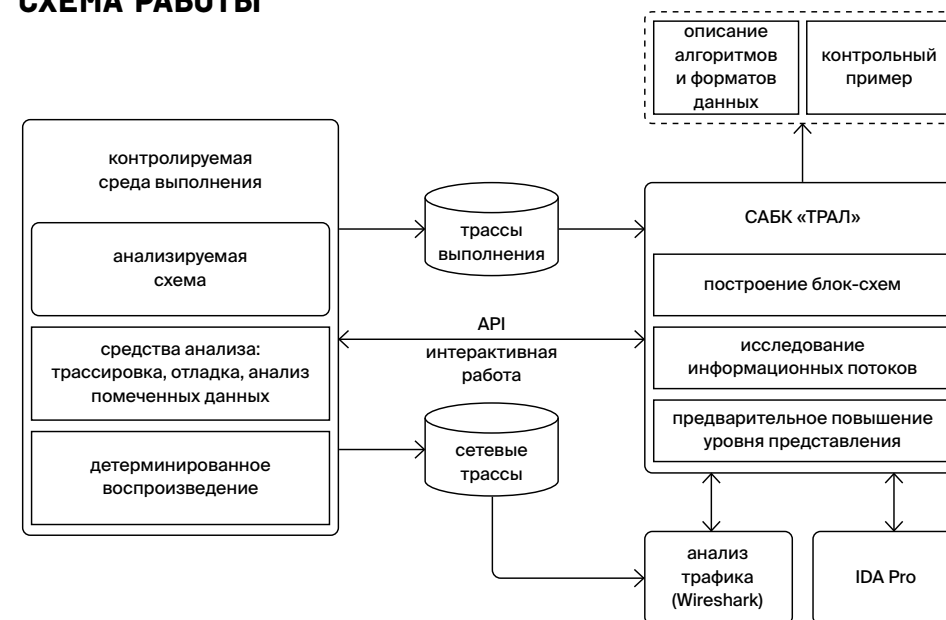 СХЕМА РАБОТЫ
контролируемая
среда выполнения
анализируемая
схема
средства анализа:
трассировка, отладка, анализ
помеченных данных
детерминированное
воспроизведение
трассы
выполнения
API
интерактивная
работа
сетевые
трассы
описание
алгоритмов
и форматов
данных
контрольный
пример
САБК «ТРАЛ»
построение блок-схем
исследование
информационных потоков
предварительное повышение
уровня представления
анализ
трафика
(Wireshark)
IDA Pro